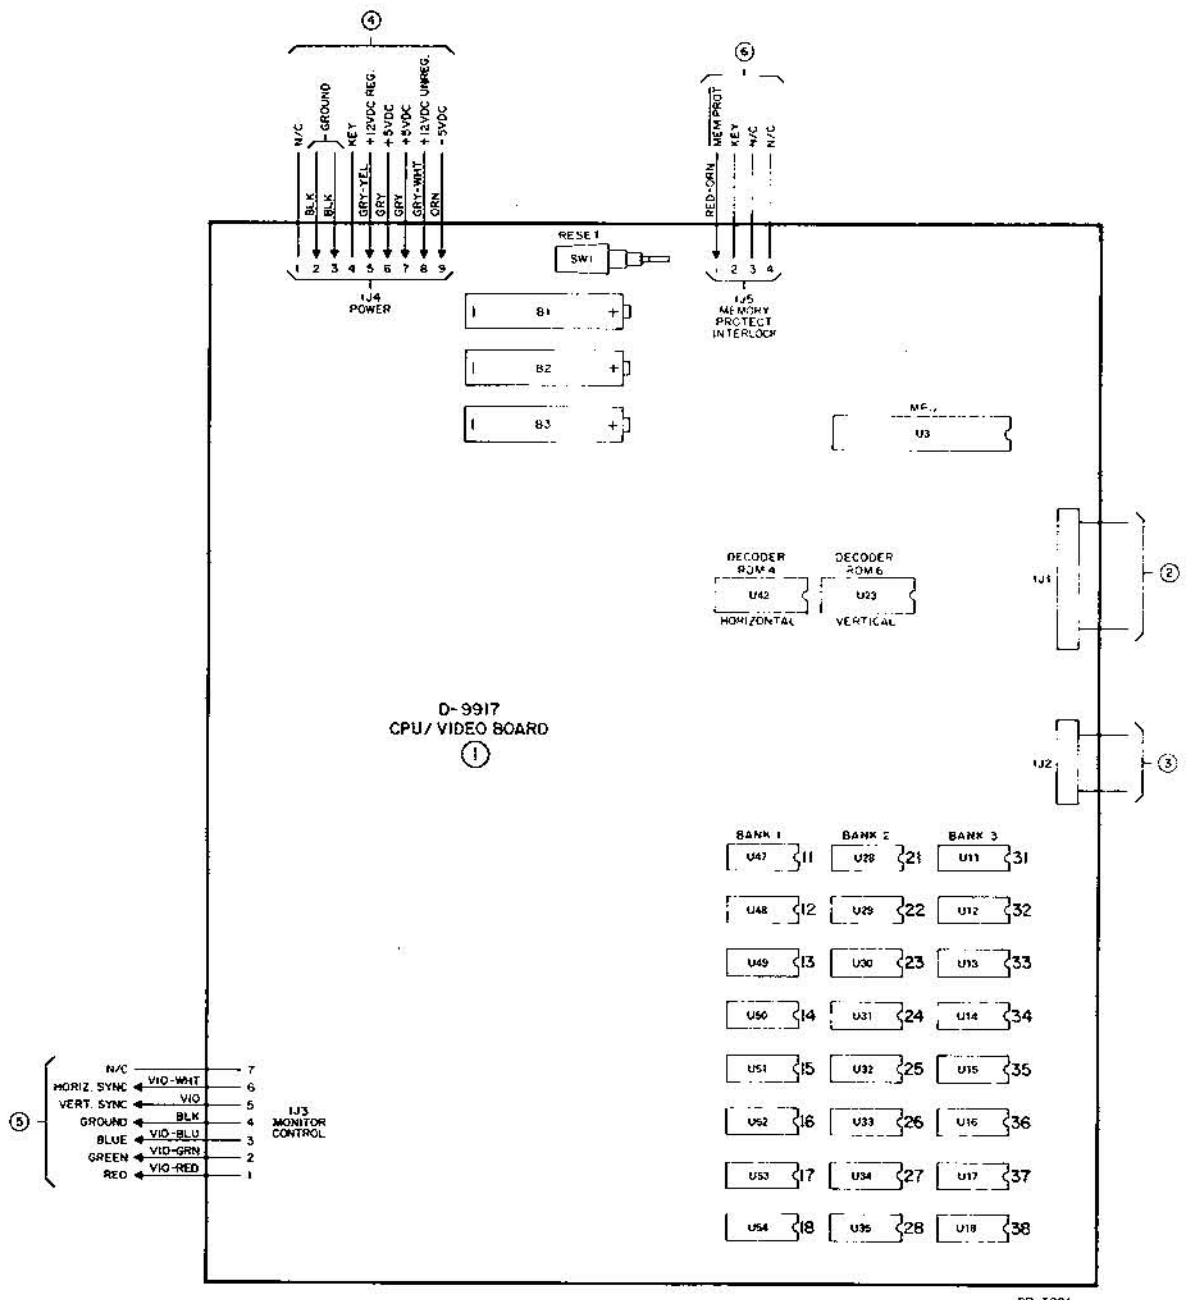 4
6
N/C
GROUND
KEY
+12VDC REG.
+5VDC
+5VDC
+12VDC UNREG.
-5VDC
BLK
BLK
GRY-YEL
GRY
GRY
GRY-WHT
ORN
MEM PROT
KEY
N/C
N/C
RED-ORN
1 2 3 4 5 6 7 8 9
1J4
POWER
RESET
SW1
1 2 3 4
1J5
MEMORY
PROTECT
INTERLOCK
B1 +
B2 +
B3 +
U3
DECODER
ROM 4
U42
HORIZONTAL
DECODER
ROM 6
U23
VERTICAL
1J1
2
D-9917
CPU/VIDEO BOARD
1
1J2
3
BANK 1 BANK 2 BANK 3
U47 11 U28 21 U11 31
U48 12 U29 22 U12 32
U49 13 U30 23 U13 33
U50 14 U31 24 U14 34
U51 15 U32 25 U15 35
U52 16 U33 26 U16 36
U53 17 U34 27 U17 37
U54 18 U35 28 U18 38
5
N/C 7
HORIZ. SYNC VIO-WHT 6
VERT. SYNC VIO 5
GROUND BLK 4
BLUE VIO-BLU 3
GREEN VIO-GRN 2
RED VIO-RED 1
1J3
MONITOR
CONTROL